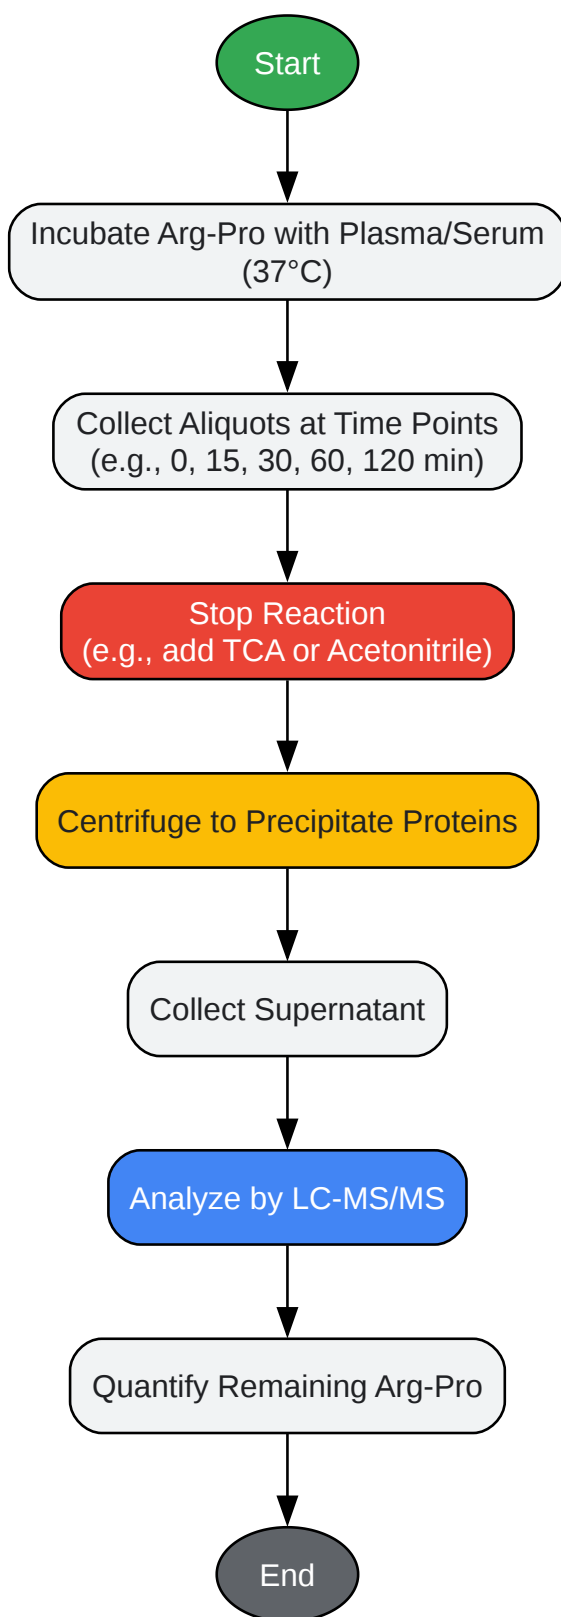 Start
Incubate Arg-Pro with Plasma/Serum
(37°C)
Collect Aliquots at Time Points
(e.g., 0, 15, 30, 60, 120 min)
Stop Reaction
(e.g., add TCA or Acetonitrile)
Centrifuge to Precipitate Proteins
Collect Supernatant
Analyze by LC-MS/MS
Quantify Remaining Arg-Pro
End